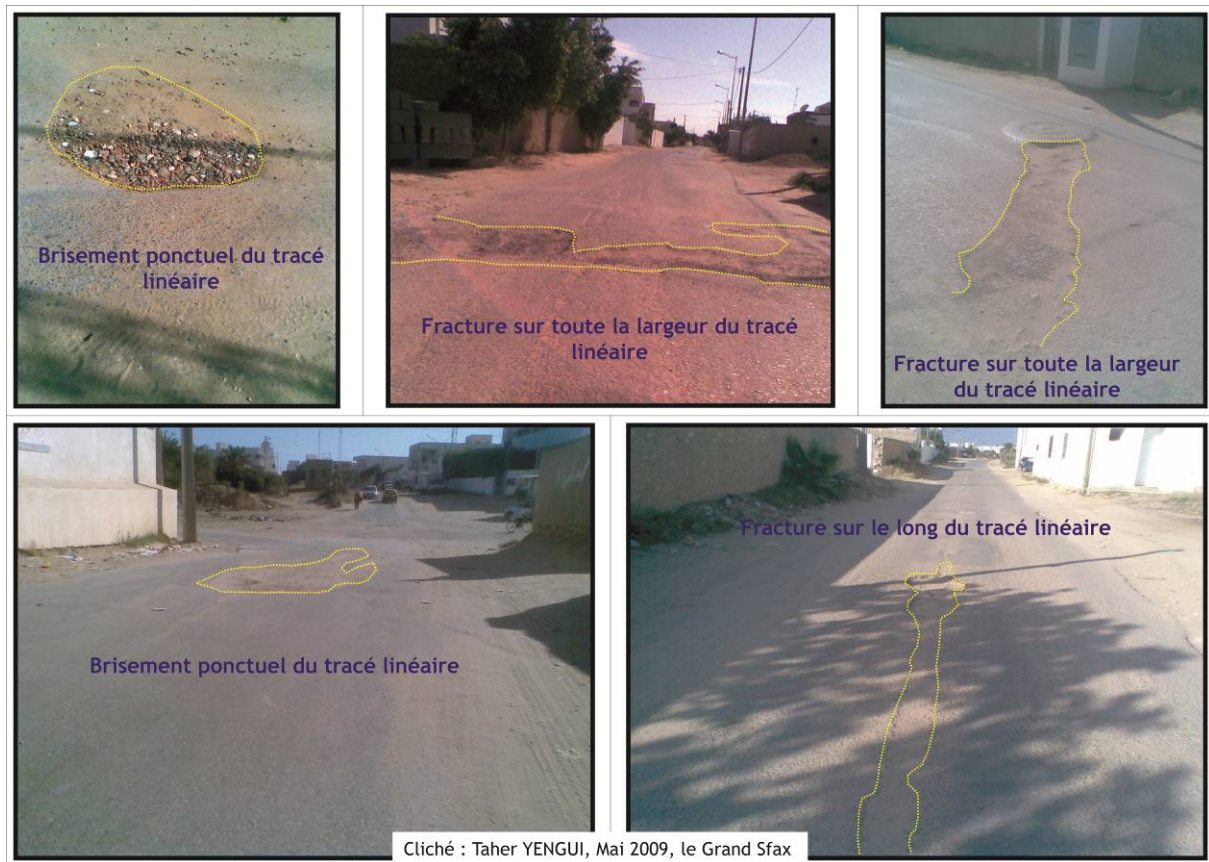 Brisement ponctuel du tracé
linéaire
Fracture sur toute la largeur du tracé
linéaire
Fracture sur toute la largeur
du tracé linéaire
Brisement ponctuel du tracé linéaire
Fracture sur le long du tracé linéaire
Cliché : Taher YENGUI, Mai 2009, le Grand Sfax